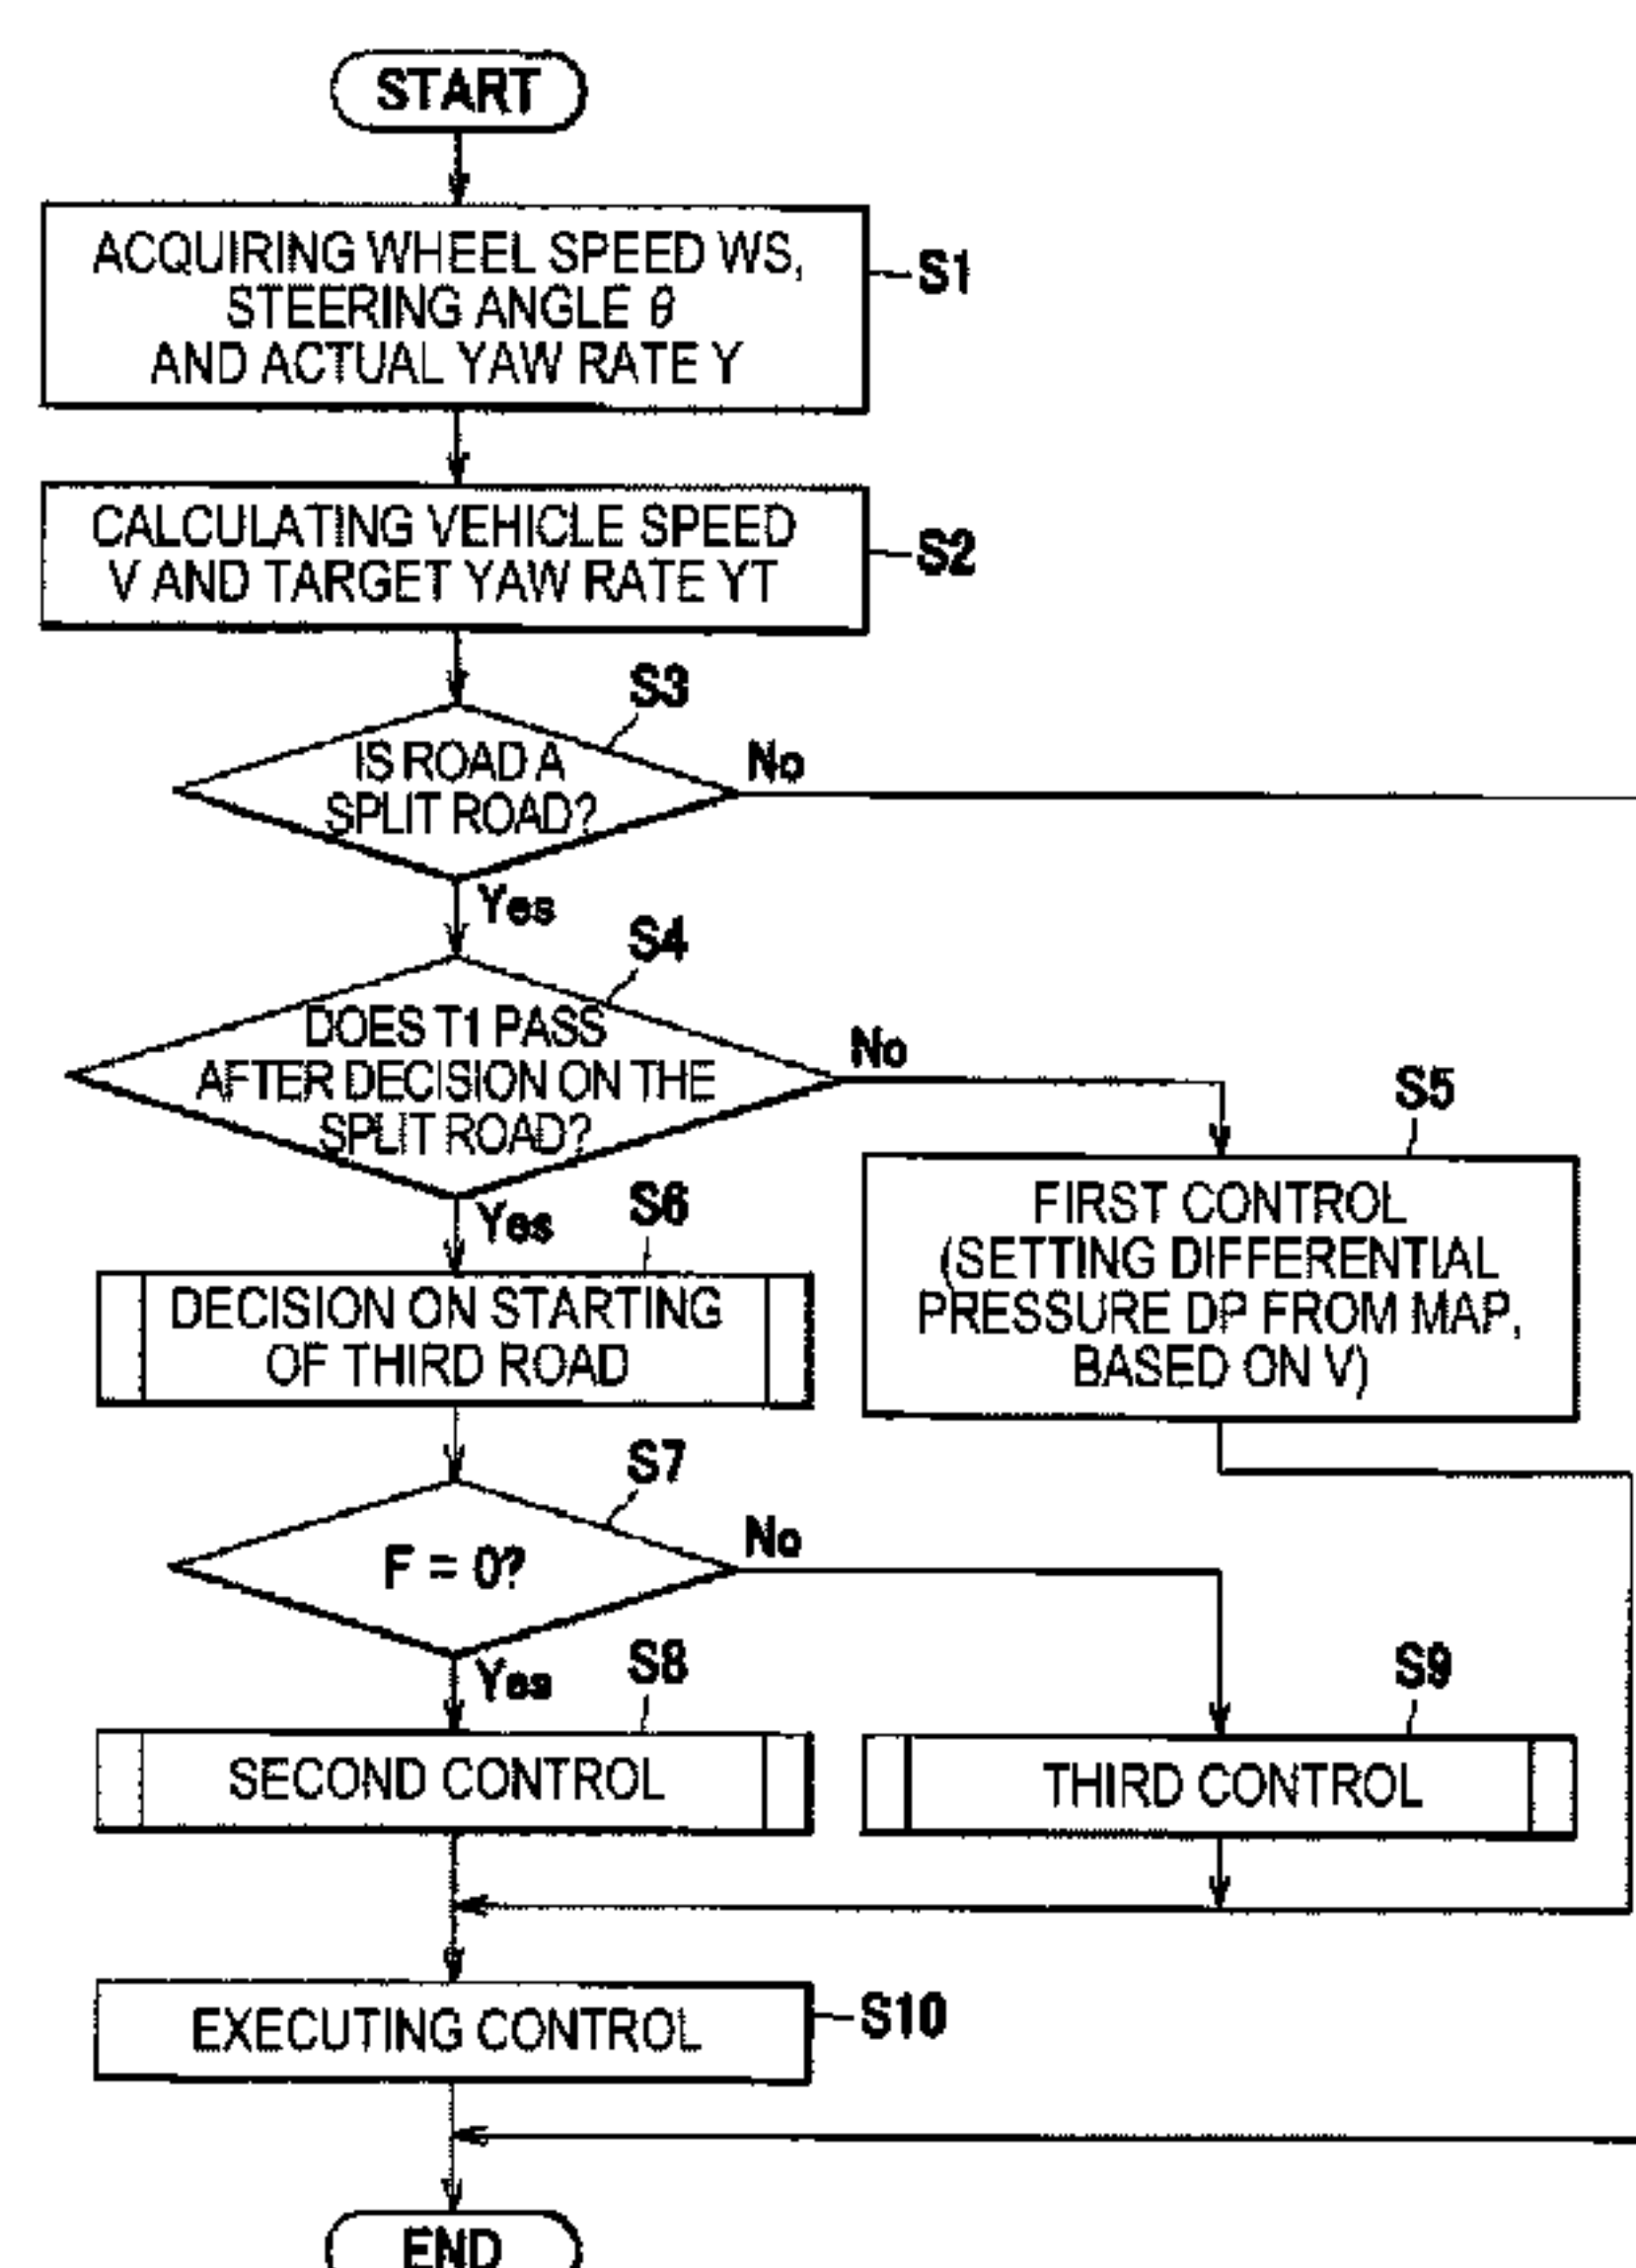 START
ACQUIRING WHEEL SPEED WS,
STEERING ANGLE θ
AND ACTUAL YAW RATE Y
S1
CALCULATING VEHICLE SPEED
V AND TARGET YAW RATE YT
S2
S3
IS ROAD A
SPLIT ROAD?
No
Yes
S4
DOES T1 PASS
AFTER DECISION ON THE
SPLIT ROAD?
No
Yes
S5
FIRST CONTROL
(SETTING DIFFERENTIAL
PRESSURE DP FROM MAP,
BASED ON V)
S6
DECISION ON STARTING
OF THIRD ROAD
S7
F = 0?
No
Yes
S8
SECOND CONTROL
S9
THIRD CONTROL
EXECUTING CONTROL
S10
END